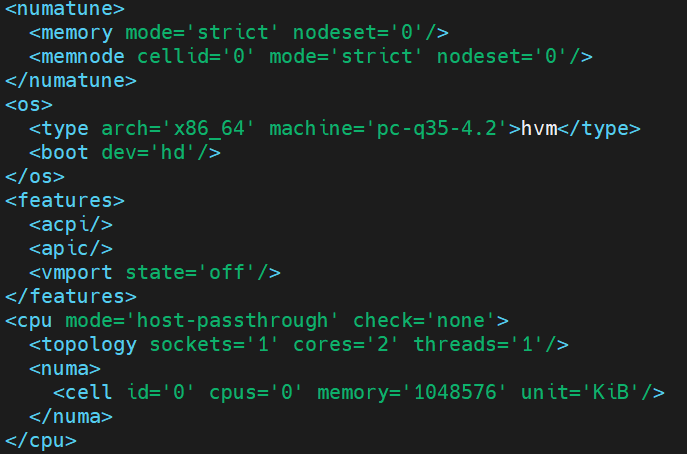 <numatune>
  <memory mode='strict' nodeset='0'/>
  <memnode cellid='0' mode='strict' nodeset='0'/>
</numatune>
<os>
  <type arch='x86_64' machine='pc-q35-4.2'>hvm</type>
  <boot dev='hd'/>
</os>
<features>
  <acpi/>
  <apic/>
  <vmport state='off'/>
</features>
<cpu mode='host-passthrough' check='none'>
  <topology sockets='1' cores='2' threads='1'/>
  <numa>
    <cell id='0' cpus='0' memory='1048576' unit='KiB'/>
  </numa>
</cpu>